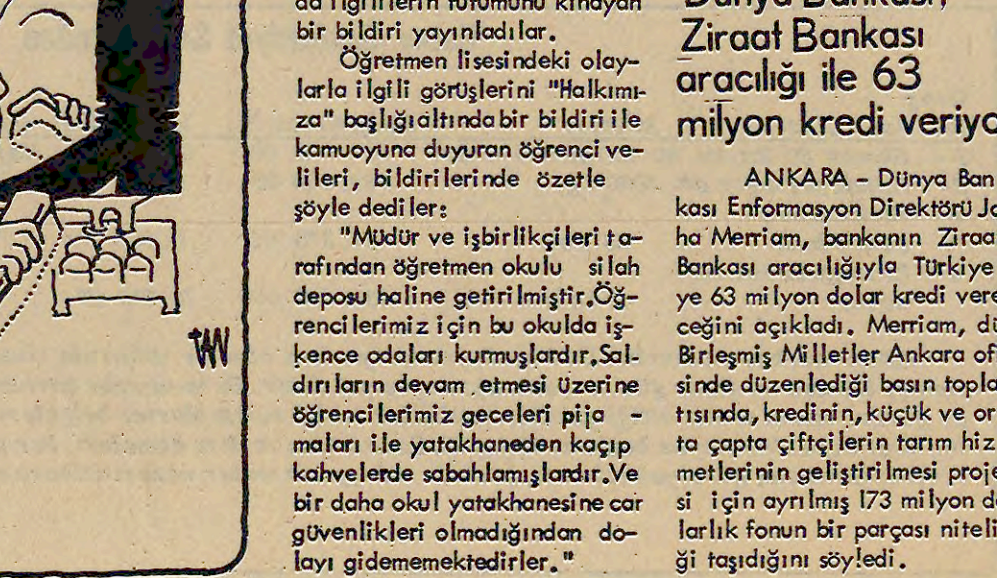 TAN
da ilgililerin tutumunu kınayan
bir bildiri yayınladılar.
Öğretmen lisesindeki olay-
larla ilgili görüşlerini "Halkımı-
za" başlığıaltında bir bildiri ile
kamuoyuna duyuran öğrenci ve-
lileri, bildirilerinde özetle
şöyle dediler:
"Müdür ve işbirlikçileri ta-
rafından öğretmen okulu silah
deposu haline getirilmiştir.Öğ-
rencilerimiz için bu okulda iş-
kence odaları kurmuşlardır.Sal-
dırıların devam etmesi üzerine
öğrencilerimiz geceleri pija -
maları ile yatakhaneden kaçıp
kahvelerde sabahlamışlardır.Ve
bir daha okul yatakhanesine car
güvenlikleri olmadığından do-
layı gidememektedirler."
Dünya Bankası,
Ziraat Bankası
aracılığı ile 63
milyon kredi veriyo
ANKARA - Dünya Ban
kası Enformasyon Direktörü Jo
ha Merriam, bankanın Ziraa
Bankası aracılığıyla Türkiye
ye 63 milyon dolar kredi vere
ceğini açıkladı. Merriam, dü
Birleşmiş Milletler Ankara of
sinde düzenlediği basın topla
tısında,kredinin,küçük ve or
ta çapta çiftçilerin tarım hiz
metlerinin geliştirilmesi proje
si için ayrılmış 173 milyon do
larlık fonun bir parçası niteli
ği taşıdığını söyledi.